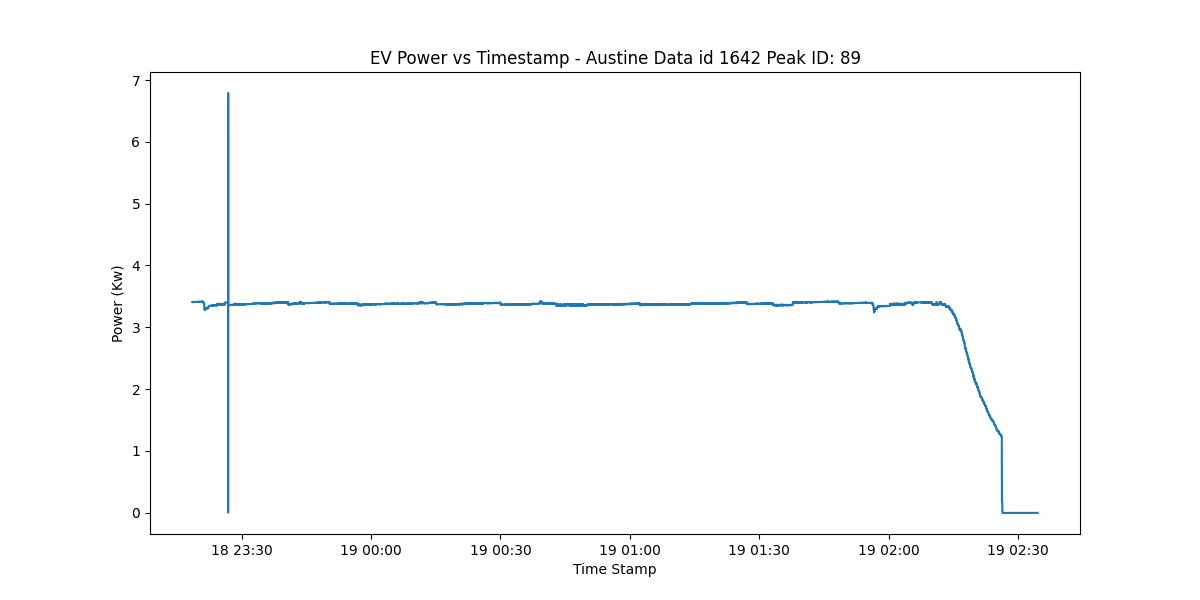 EV Power vs Timestamp - Austine Data id 1642 Peak ID: 89
7
6
5
4
3
2
1
0
Power (Kw)
18 23:30 19 00:00 19 00:30 19 01:00 19 01:30 19 02:00 19 02:30
Time Stamp